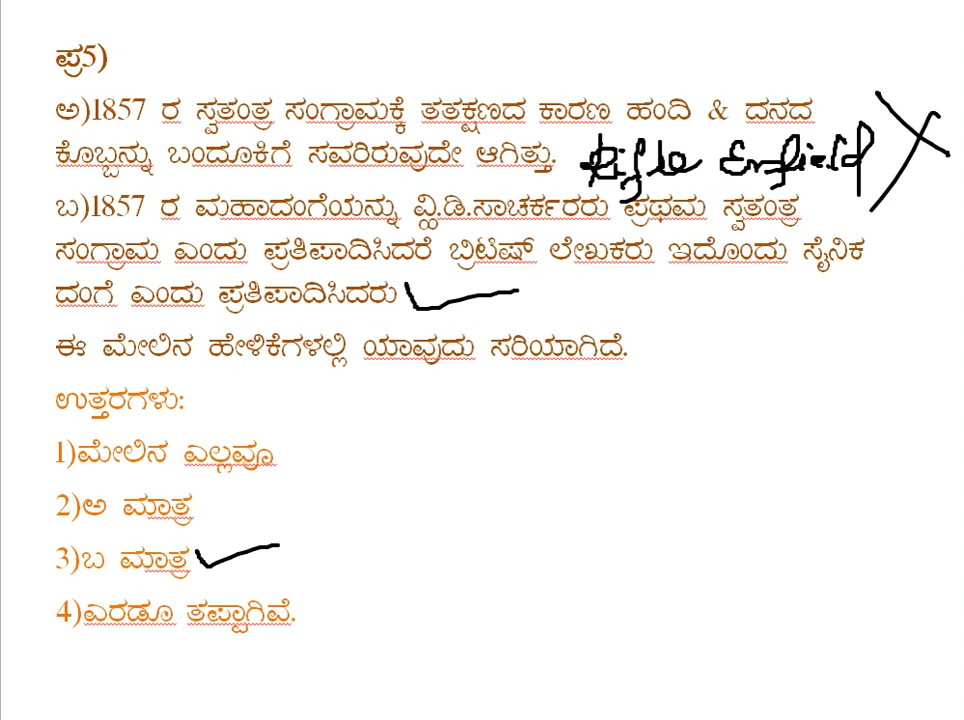 ಪ್ರ5)
ಅ)1857 ರ ಸ್ವತಂತ್ರ ಸಂಗ್ರಾಮಕ್ಕೆ ತತಕ್ಷಣದ ಕಾರಣ ಹಂದಿ & ದನದ
ಕೊಬ್ಬನ್ನು ಬಂದೂಕಿಗೆ ಸವರಿರುವುದೇ ಆಗಿತ್ತು. Rifle Enfield
ಬ)1857 ರ ಮಹಾದಂಗೆಯನ್ನು ವ್ಹಿ.ಡಿ.ಸಾಚರ್ಕರರು ಪ್ರಥಮ ಸ್ವತಂತ್ರ
ಸಂಗ್ರಾಮ ಎಂದು ಪ್ರತಿಪಾದಿಸಿದರೆ ಬ್ರಿಟಿಷ್ ಲೇಖಕರು ಇದೊಂದು ಸೈನಿಕ
ದಂಗೆ ಎಂದು ಪ್ರತಿಪಾದಿಸಿದರು
ಈ ಮೇಲಿನ ಹೇಳಿಕೆಗಳಲ್ಲಿ ಯಾವುದು ಸರಿಯಾಗಿದೆ.
ಉತ್ತರಗಳು:
1)ಮೇಲಿನ ಎಲ್ಲವೂ
2)ಅ ಮಾತ್ರ
3)ಬ ಮಾತ್ರ
4)ಎರಡೂ ತಪ್ಪಾಗಿವೆ.